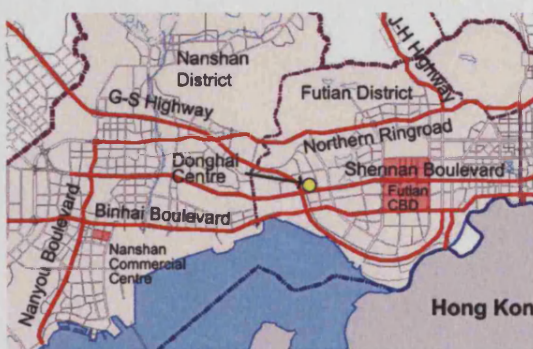 Nanshan
District
J-H Highway
G-S Highway
Futian District
Northern Ringroad
Donghai
Centre
Shennan Boulevard
Futian
CBD
Binhai Boulevard
Nanyou Boulevard
Nanshan
Commercial
Centre
Hong Kon